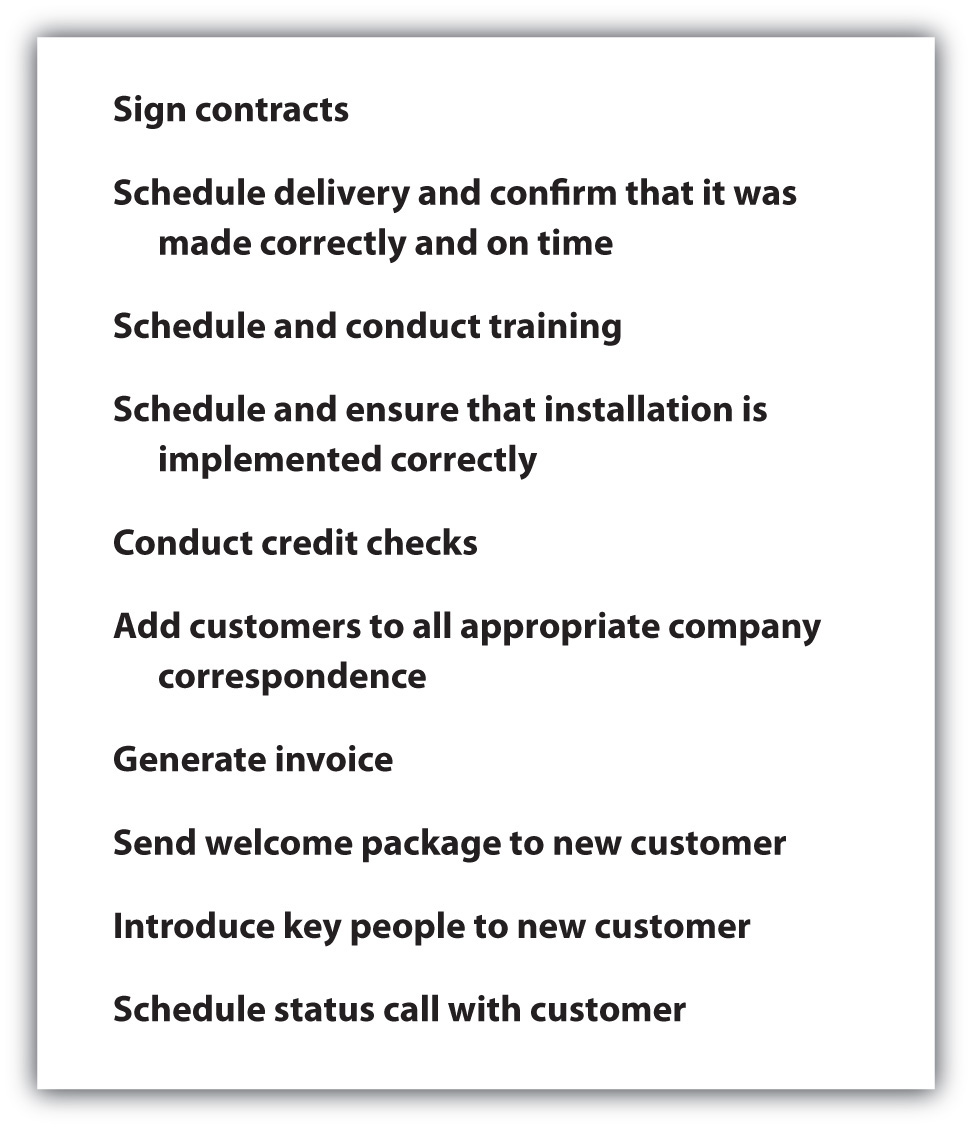 Sign contracts
Schedule delivery and confirm that it was
made correctly and on time
Schedule and conduct training
Schedule and ensure that installation is
implemented correctly
Conduct credit checks
Add customers to all appropriate company
correspondence
Generate invoice
Send welcome package to new customer
Introduce key people to new customer
Schedule status call with customer